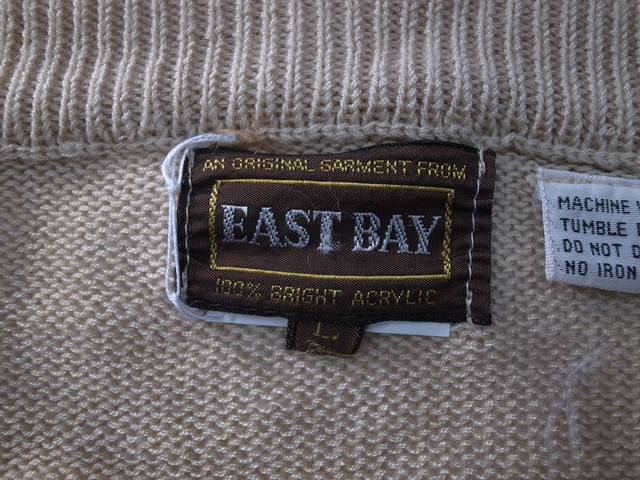 AN ORIGINAL GARMENT FROM
EAST BAY
100% BRIGHT ACRYLIC
L
MACHINE
TUMBLE
DO NOT
NO IRON